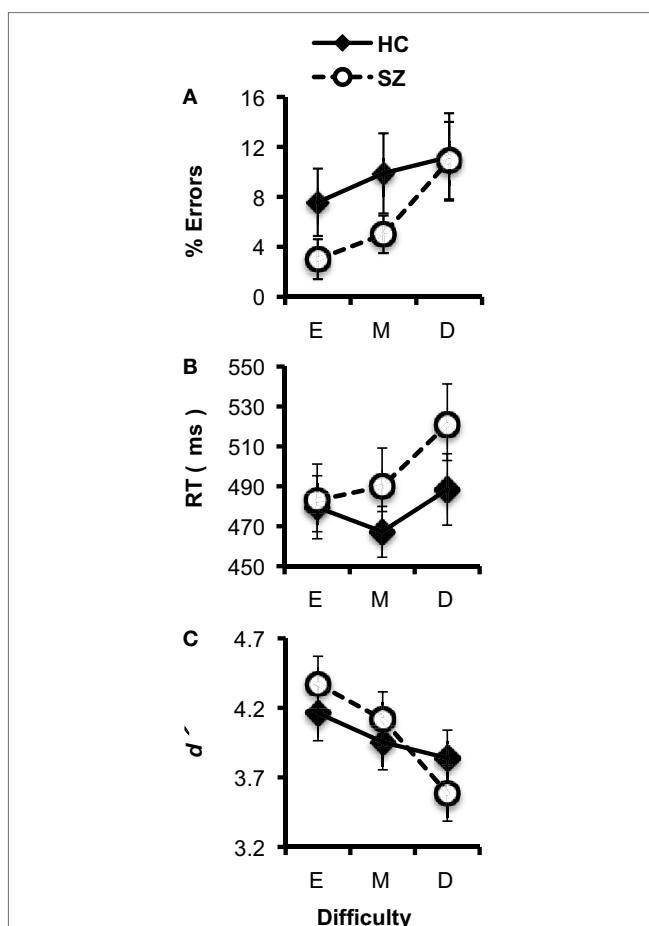 HC
SZ
A
16
12
8
4
0
% Errors
E M D
B
550
530
510
490
470
450
RT ( ms )
E M D
C
4.7
4.2
3.7
3.2
d´
E M D
Difficulty